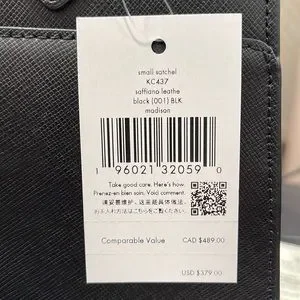 small satchel
KC437
saffiano leathe
black (001) BLK
madison
1 96021 32059 0
Take good care. Here's how.
Prenez-en bien soin. Voici comment.
请妥善维护，这里能具体做法。
お手入れ方法はこちらをご覧ください
Comparable Value CAD $489.00
USD $379.00